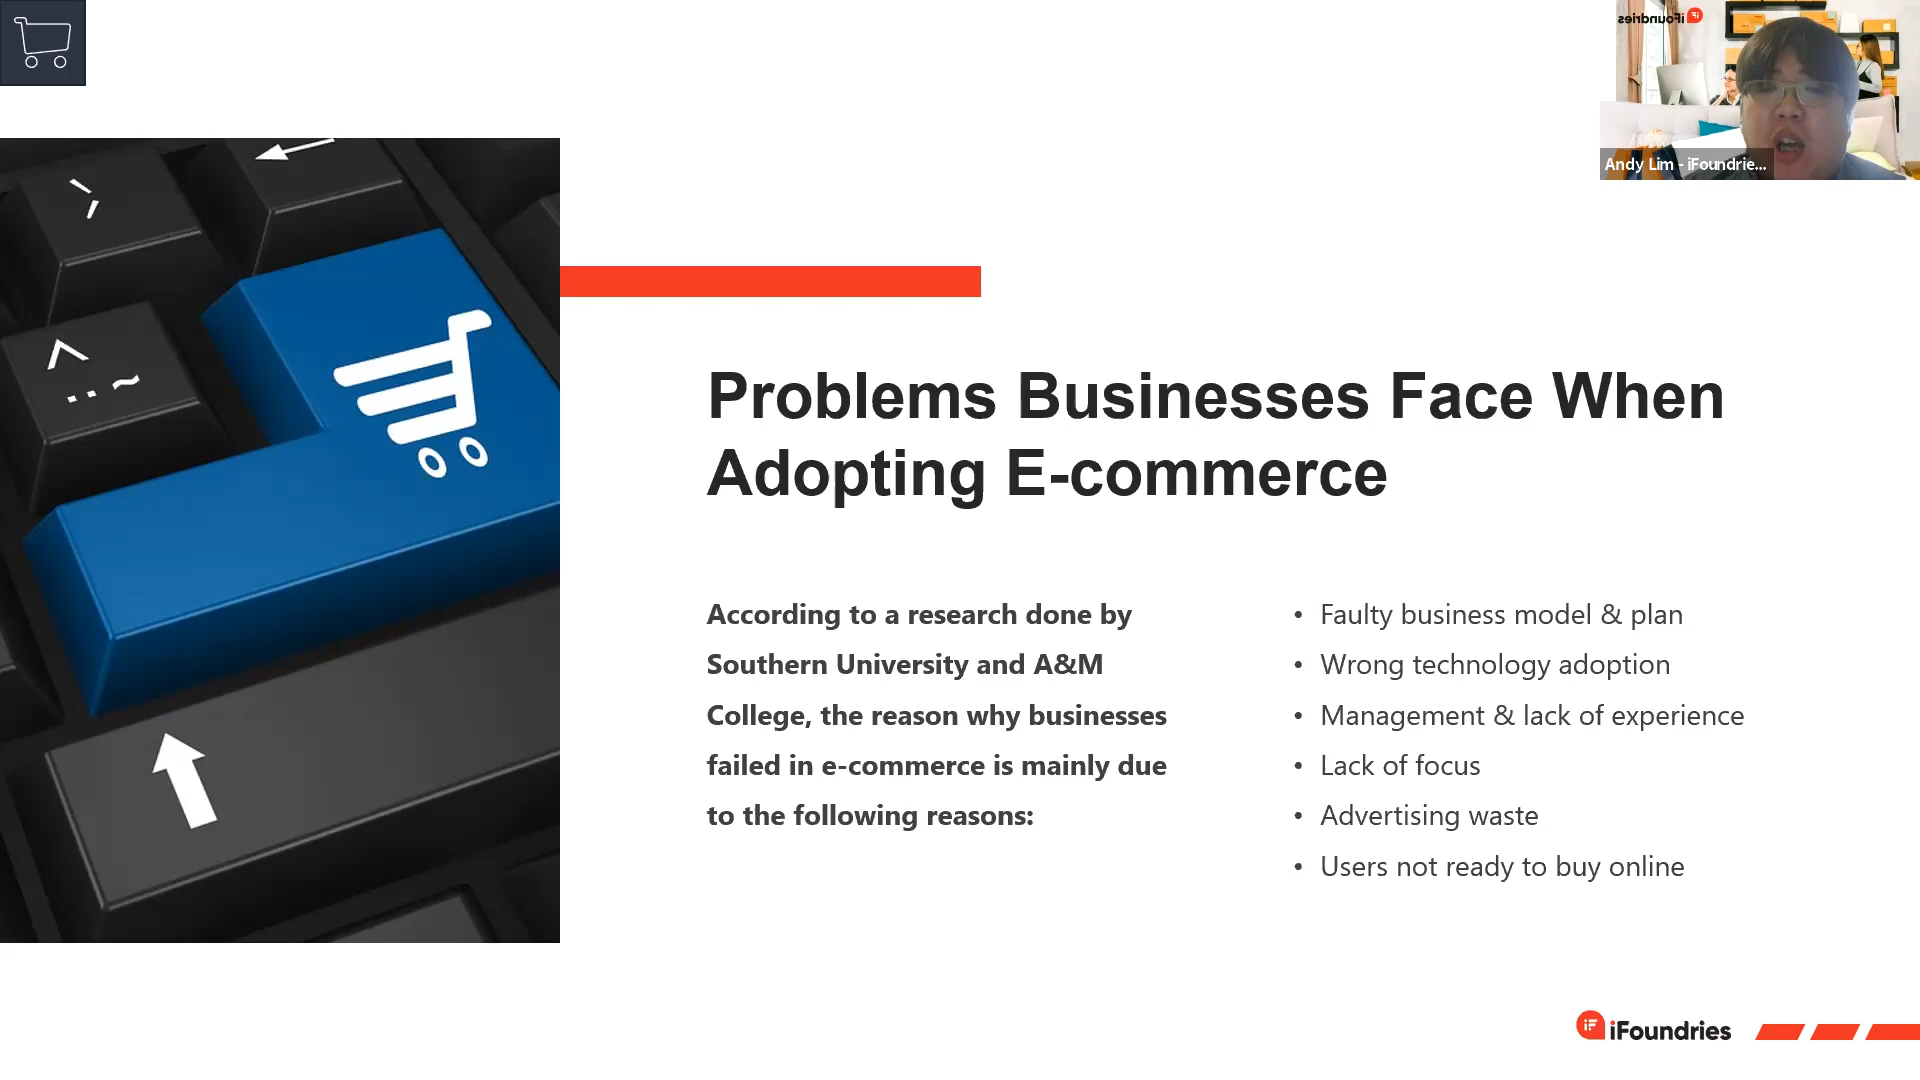 iFoundries
Andy Lim - iFoundrie...
Problems Businesses Face When
Adopting E-commerce
According to a research done by
Southern University and A&M
College, the reason why businesses
failed in e-commerce is mainly due
to the following reasons:
• Faulty business model & plan
• Wrong technology adoption
• Management & lack of experience
• Lack of focus
• Advertising waste
• Users not ready to buy online
iF iFoundries